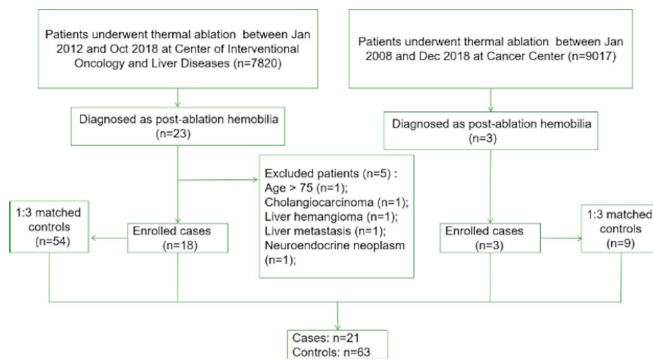 Patients underwent thermal ablation between Jan
2012 and Oct 2018 at Center of Interventional
Oncology and Liver Diseases (n=7820)
Patients underwent thermal ablation between Jan
2008 and Dec 2018 at Cancer Center (n=9017)
Diagnosed as post-ablation hemobilia
(n=23)
Diagnosed as post-ablation hemobilia
(n=3)
Excluded patients (n=5) :
Age > 75 (n=1);
Cholangiocarcinoma (n=1);
Liver hemangioma (n=1);
Liver metastasis (n=1);
Neuroendocrine neoplasm
(n=1);
1:3 matched
controls
(n=54)
Enrolled cases
(n=18)
Enrolled cases
(n=3)
1:3 matched
controls
(n=9)
Cases: n=21
Controls: n=63